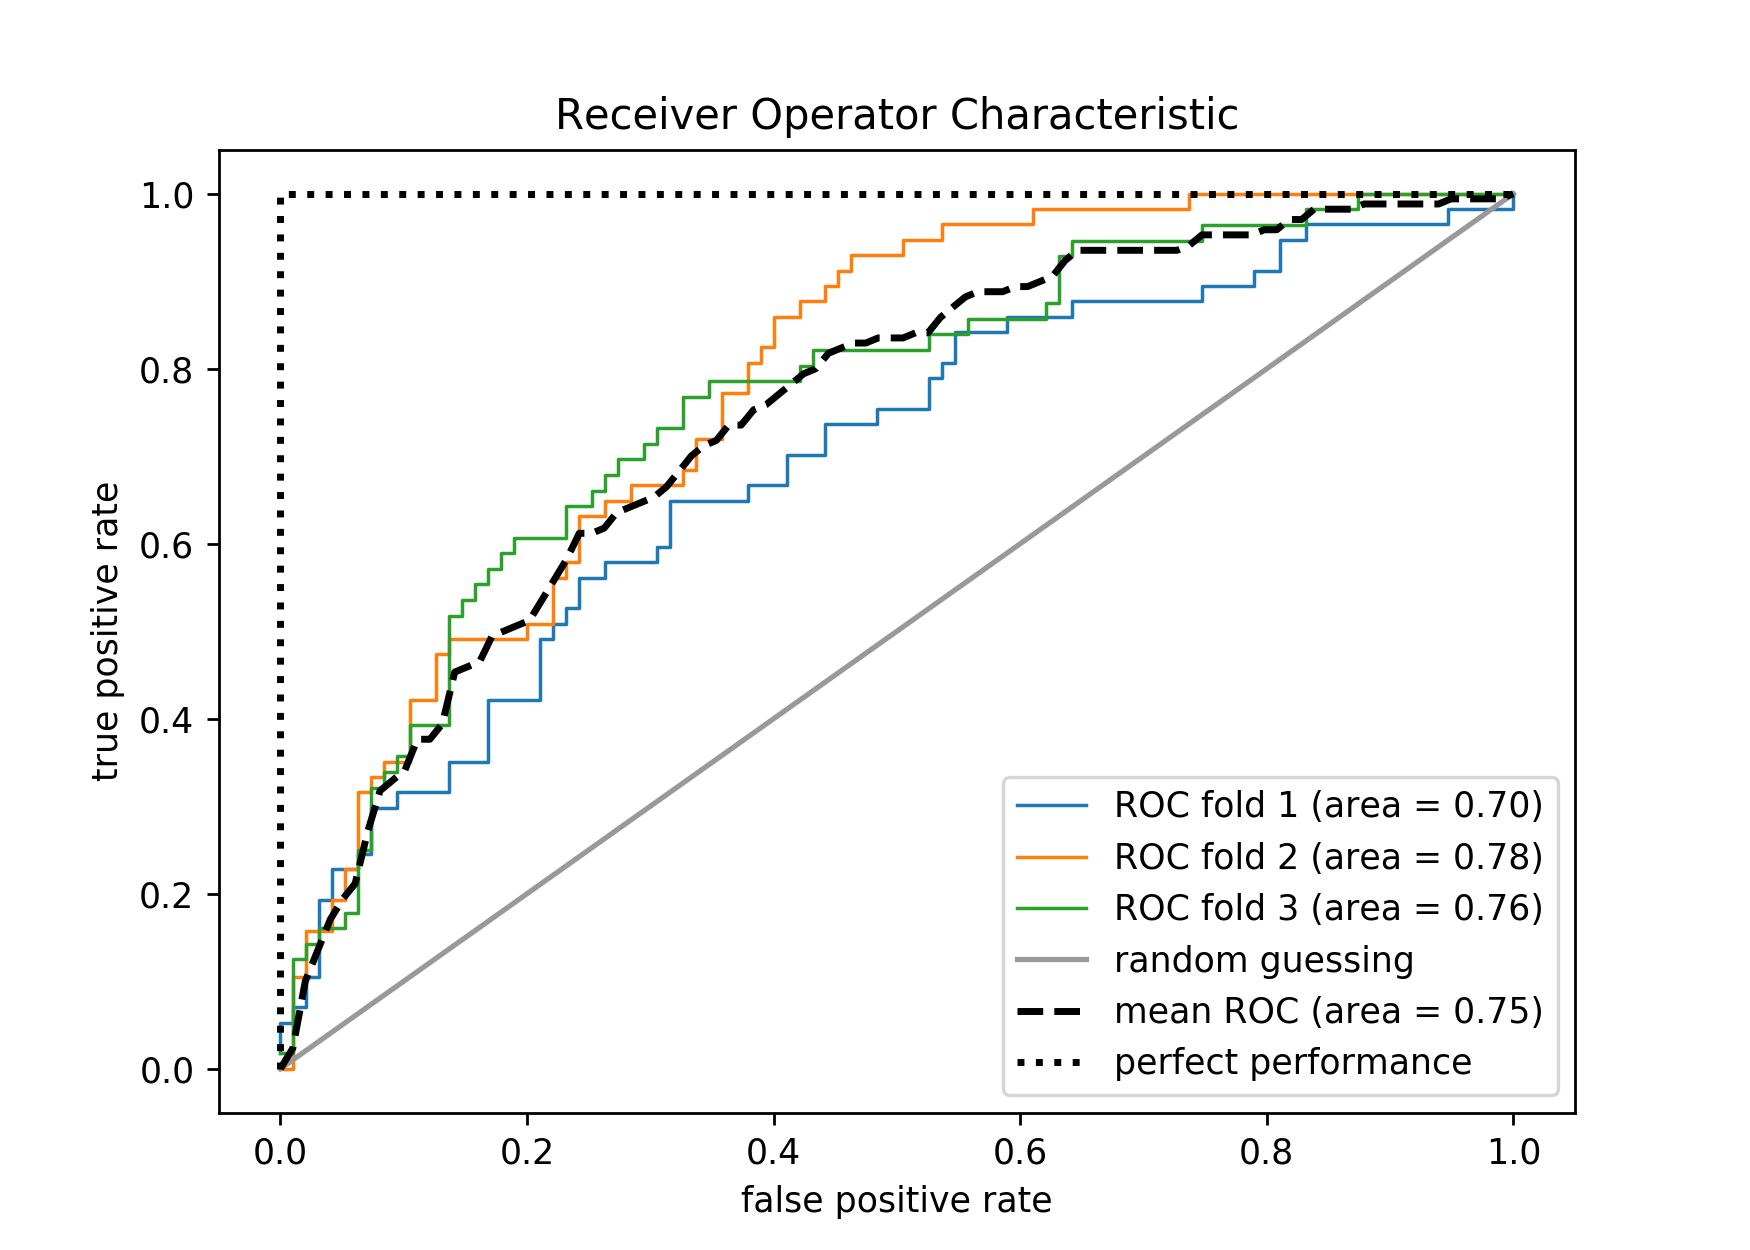 Receiver Operator Characteristic
true positive rate
1.0
0.8
0.6
0.4
0.2
0.0
ROC fold 1 (area = 0.70)
ROC fold 2 (area = 0.78)
ROC fold 3 (area = 0.76)
random guessing
mean ROC (area = 0.75)
perfect performance
0.0 0.2 0.4 0.6 0.8 1.0
false positive rate